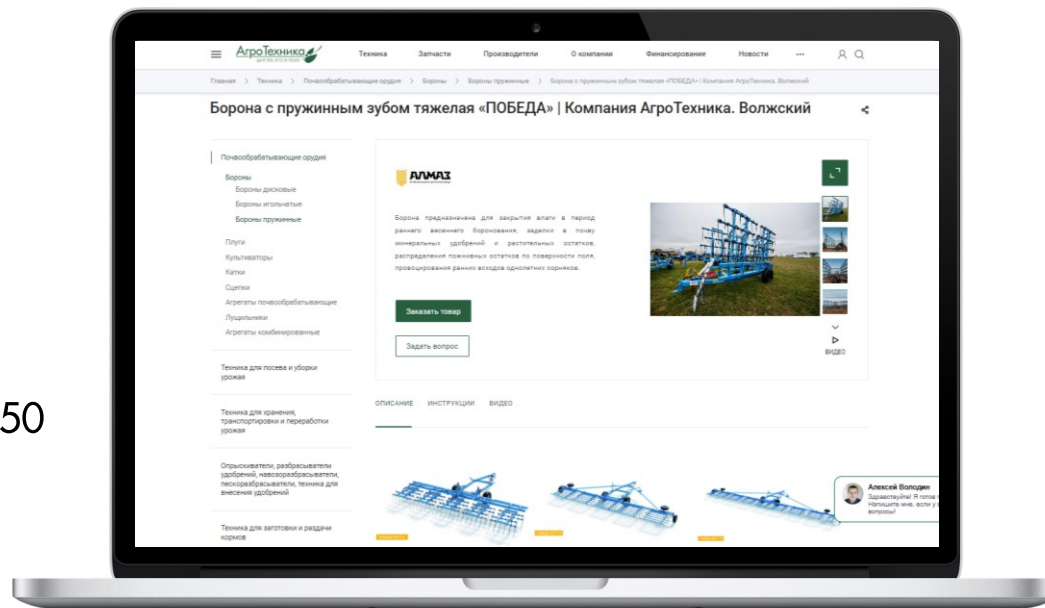 АгроТехника
Техника Запчасти Производители О компании Финансирование Новости ...
Главная > Техника > Почвообрабатывающие орудия > Бороны > Бороны пружинные > Борона с пружинным зубом тяжелая «ПОБЕДА» | Компания АгроТехника. Волжский
Борона с пружинным зубом тяжелая «ПОБЕДА» | Компания АгроТехника. Волжский
Почвообрабатывающие орудия
Бороны
Бороны дисковые
Бороны игольчатые
Бороны пружинные
Плуги
Культиваторы
Катки
Сцепки
Агрегаты почвообрабатывающие
Лущильники
Агрегаты комбинированные
Техника для посева и уборки
урожая
Техника для хранения,
транспортировки и переработки
урожая
Опрыскиватели, разбрасыватели
удобрений, навозоразбрасыватели,
пескоразбрасыватели, техника для
внесения удобрений
Техника для заготовки и раздачи
кормов
АЛМАЗ
Борона предназначена для закрытия влаги в период
раннего весеннего боронования, заделки в почву
минеральных удобрений и растительных остатков,
распределения пожнивных остатков по поверхности поля,
провоцирования ранних всходов однолетних сорняков.
Заказать товар
Задать вопрос
ВИДЕО
ОПИСАНИЕ ИНСТРУКЦИИ ВИДЕО
Алексей Володин
Здравствуйте! Я готов
Напишите мне, если у
вопросы!
50